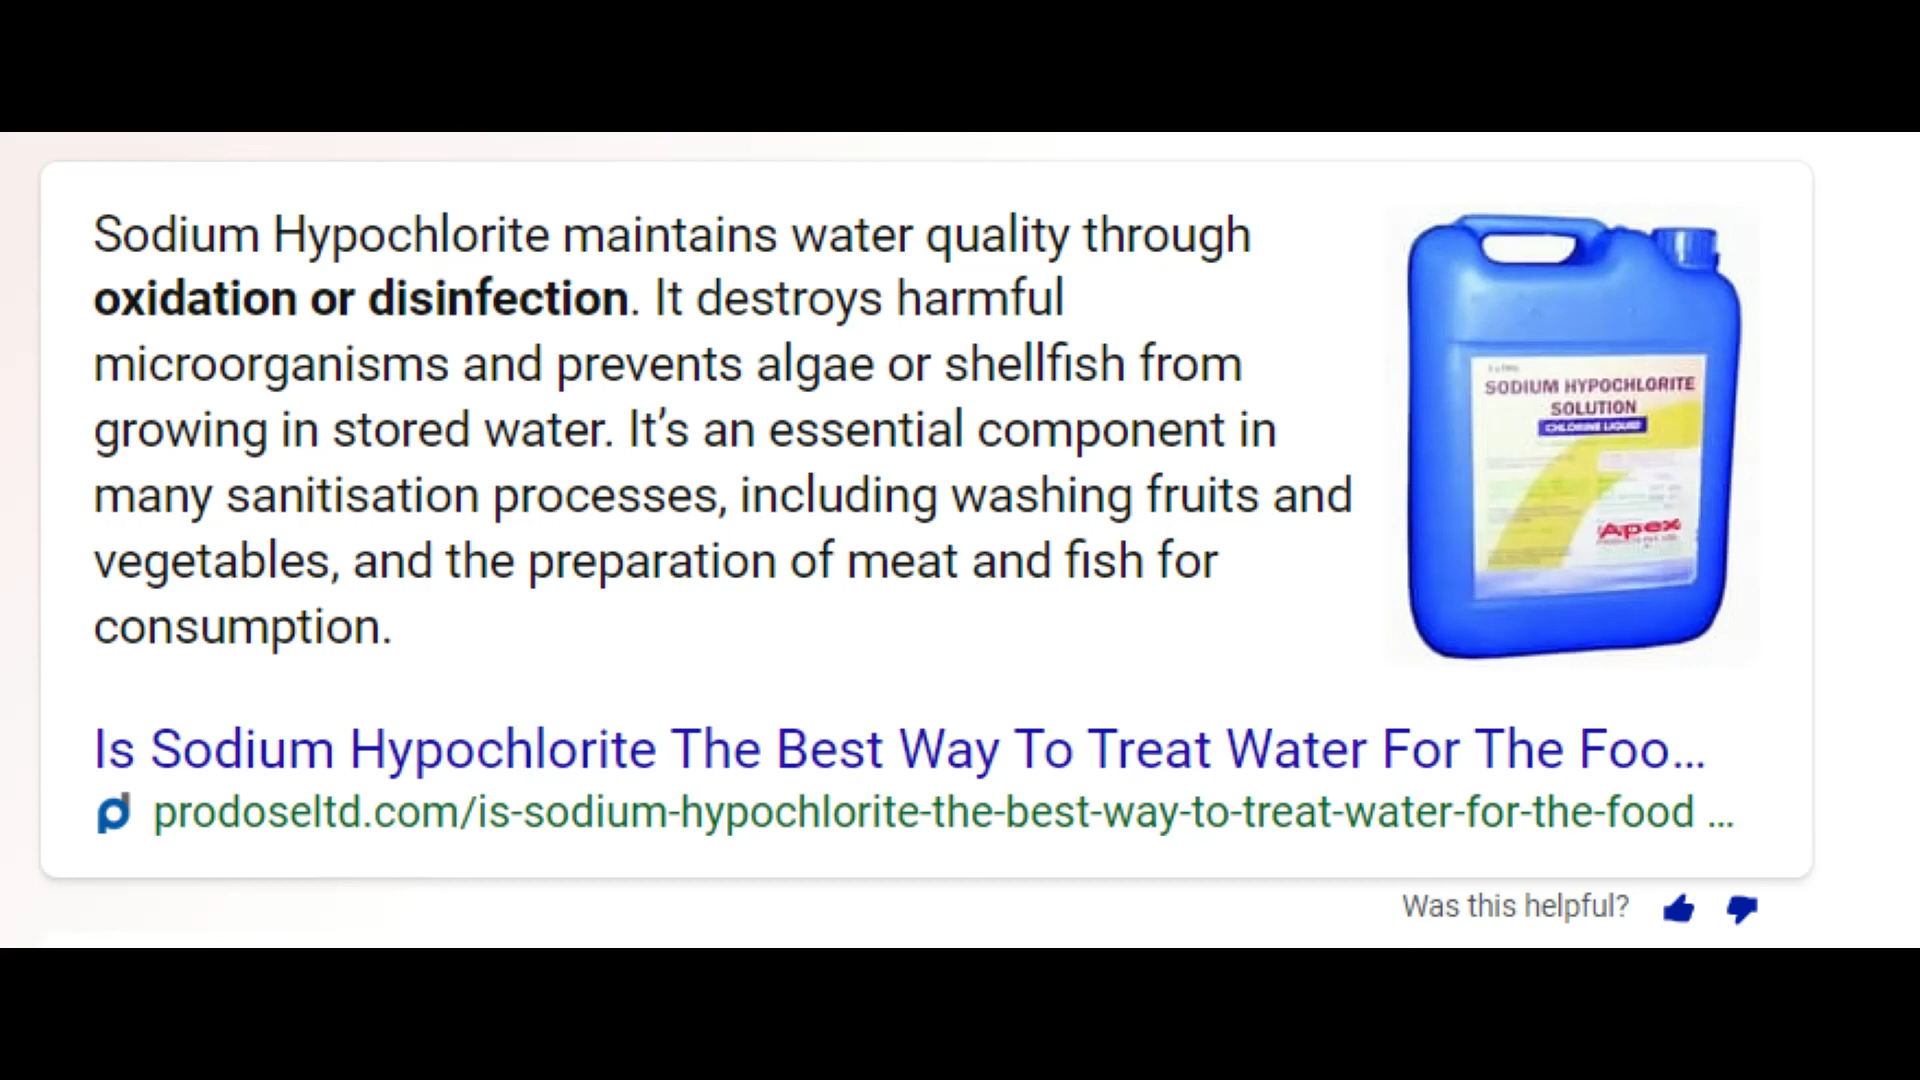 Sodium Hypochlorite maintains water quality through
oxidation or disinfection. It destroys harmful
microorganisms and prevents algae or shellfish from
growing in stored water. It’s an essential component in
many sanitisation processes, including washing fruits and
vegetables, and the preparation of meat and fish for
consumption.
SODIUM HYPOCHLORITE
SOLUTION
CHLORINE LIQUID
Apex
Is Sodium Hypochlorite The Best Way To Treat Water For The Foo...
prodoseltd.com/is-sodium-hypochlorite-the-best-way-to-treat-water-for-the-food ...
Was this helpful?